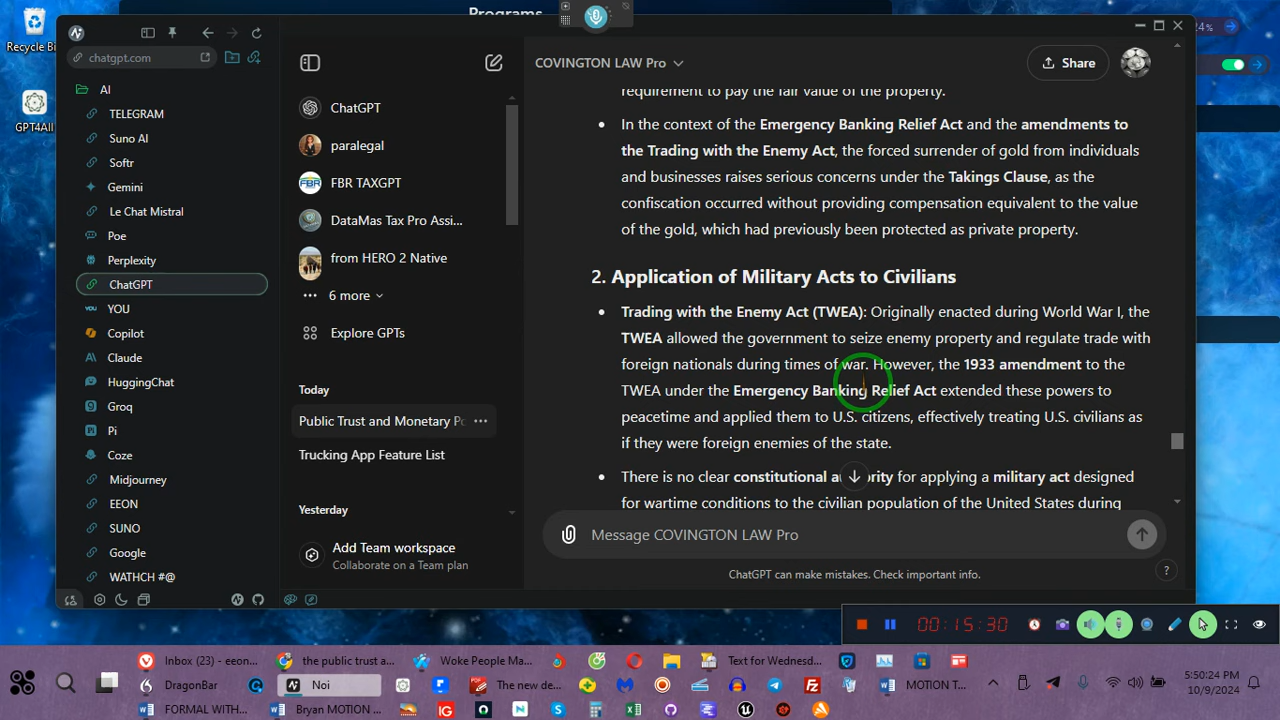 Programs
Recycle Bi
GPT4All
24%
chatgpt.com
AI
TELEGRAM
Suno AI
Softr
Gemini
Le Chat Mistral
Poe
Perplexity
ChatGPT
YOU
Copilot
Claude
HuggingChat
Groq
Pi
Coze
Midjourney
EEON
SUNO
Google
WATHCH #@
ChatGPT
paralegal
FBR TAXGPT
DataMas Tax Pro Assi...
from HERO 2 Native
6 more
Explore GPTs
Today
Public Trust and Monetary Po
Trucking App Feature List
Yesterday
Add Team workspace
Collaborate on a Team plan
COVINGTON LAW Pro
Share
requirement to pay the fair value of the property.
In the context of the Emergency Banking Relief Act and the amendments to
the Trading with the Enemy Act, the forced surrender of gold from individuals
and businesses raises serious concerns under the Takings Clause, as the
confiscation occurred without providing compensation equivalent to the value
of the gold, which had previously been protected as private property.
2. Application of Military Acts to Civilians
Trading with the Enemy Act (TWEA): Originally enacted during World War I, the
TWEA allowed the government to seize enemy property and regulate trade with
foreign nationals during times of war. However, the 1933 amendment to the
TWEA under the Emergency Banking Relief Act extended these powers to
peacetime and applied them to U.S. citizens, effectively treating U.S. civilians as
if they were foreign enemies of the state.
There is no clear constitutional authority for applying a military act designed
for wartime conditions to the civilian population of the United States during
Message COVINGTON LAW Pro
ChatGPT can make mistakes. Check important info.
?
00:15:30
Inbox (23) - eeon...
the public trust a...
Woke People Ma...
Text for Wednesd...
5:50:24 PM
DragonBar
Noi
The new de...
MOTION T...
10/9/2024
FORMAL WITH...
Bryan MOTION ...